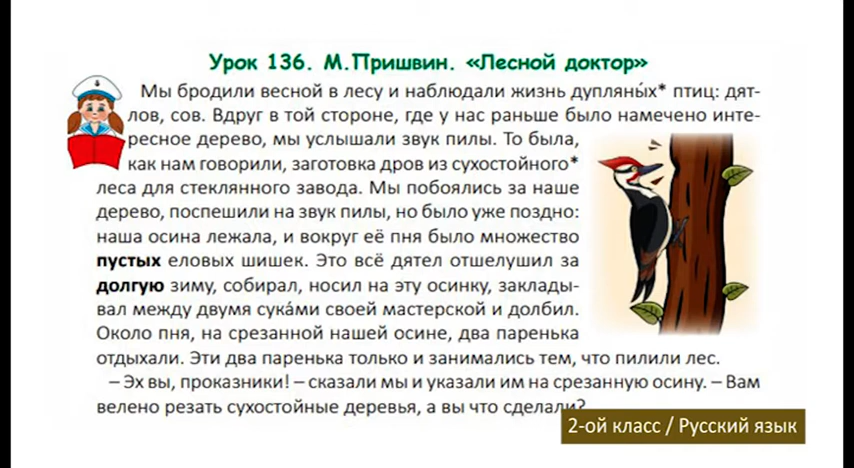 Урок 136. М.Пришвин. «Лесной доктор»
Мы бродили весной в лесу и наблюдали жизнь дупляны́х* птиц: дят-
лов, сов. Вдруг в той стороне, где у нас раньше было намечено инте-
ресное дерево, мы услышали звук пилы. То была,
как нам говорили, заготовка дров из сухостойного*
леса для стеклянного завода. Мы побоялись за наше
дерево, поспешили на звук пилы, но было уже поздно:
наша осина лежала, и вокруг её пня было множество
пустых еловых шишек. Это всё дятел отшелушил за
долгую зиму, собирал, носил на эту осинку, заклады-
вал между двумя сука́ми своей мастерской и долбил.
Около пня, на срезанной нашей осине, два паренька
отдыхали. Эти два паренька только и занимались тем, что пилили лес.
– Эх вы, проказники! – сказали мы и указали им на срезанную осину. – Вам
велено резать сухостойные деревья, а вы что сделали?
2-ой класс / Русский язык